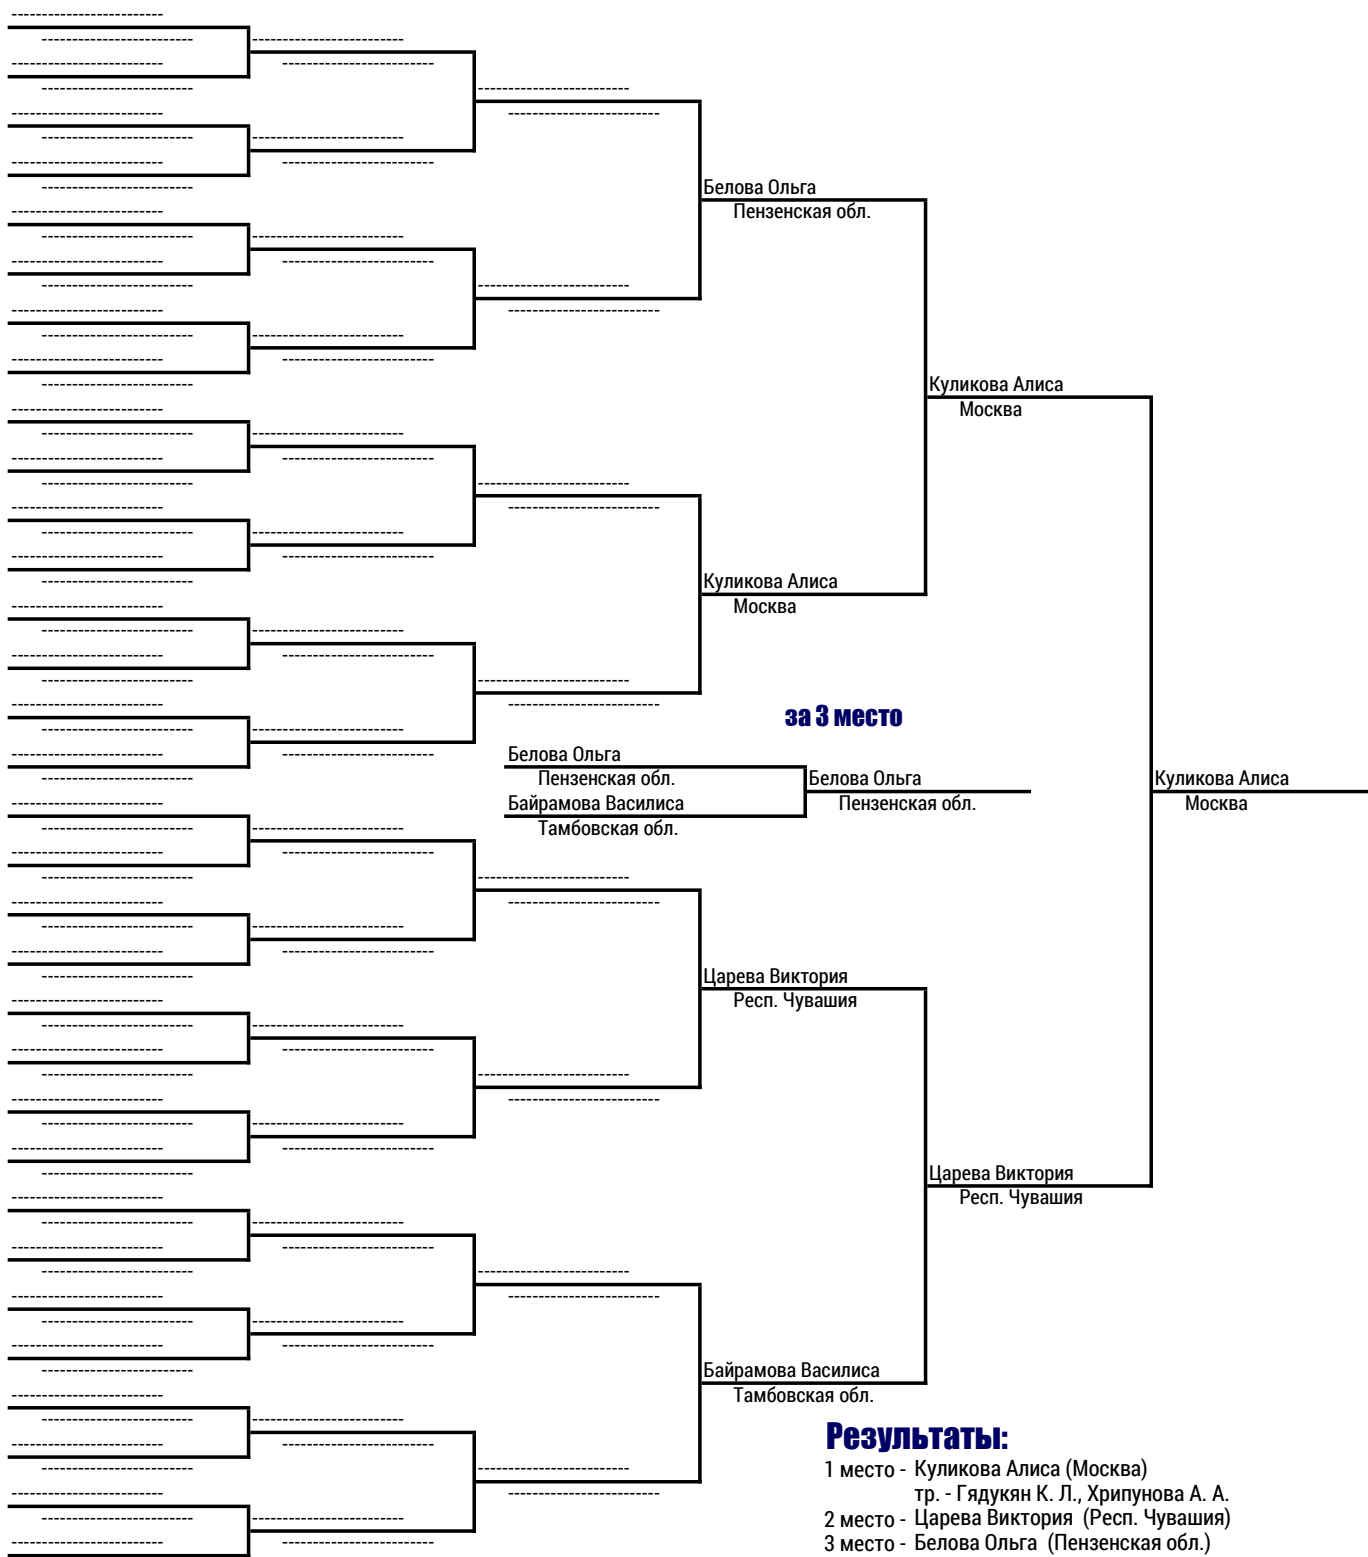 Белова Ольга
Пензенская обл.
Куликова Алиса
Москва
Куликова Алиса
Москва
за 3 место
Белова Ольга
Пензенская обл.
Байрамова Василиса
Тамбовская обл.
Белова Ольга
Пензенская обл.
Куликова Алиса
Москва
Царева Виктория
Респ. Чувашия
Царева Виктория
Респ. Чувашия
Байрамова Василиса
Тамбовская обл.
Результаты:
1 место - Куликова Алиса (Москва)
тр. - Гядукян К. Л., Хрипунова А. А.
2 место - Царева Виктория (Респ. Чувашия)
3 место - Белова Ольга (Пензенская обл.)